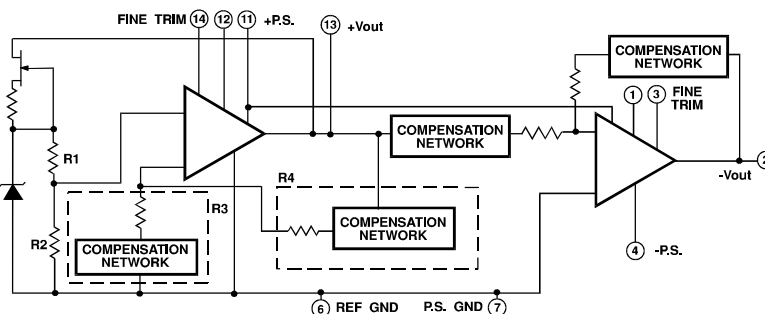 FINE TRIM 14 12 11 +P.S. 13 +Vout
COMPENSATION
NETWORK
1 3 FINE
TRIM
R1
COMPENSATION
NETWORK
2
-Vout
R4
R3
R2
COMPENSATION
NETWORK
COMPENSATION
NETWORK
4 -P.S.
6 REF GND P.S. GND 7